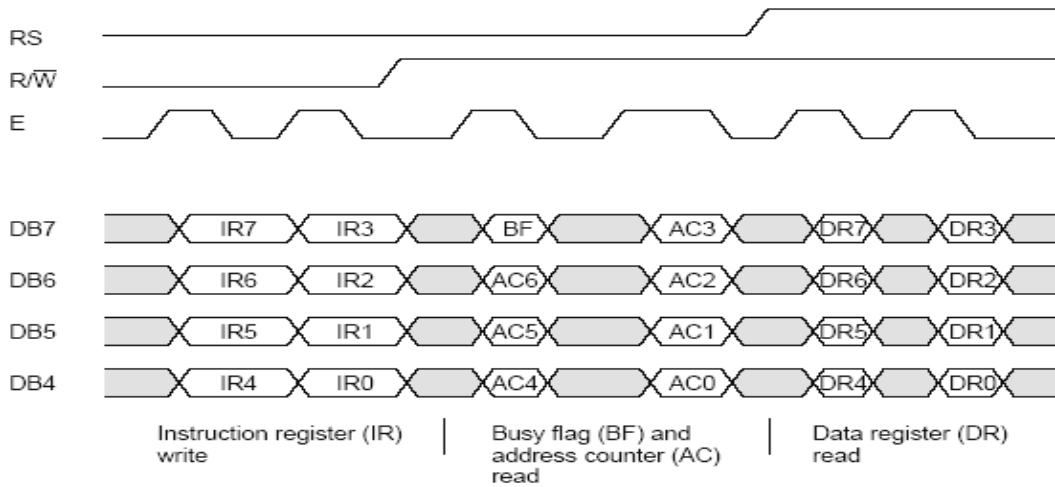 RS
R/W̅
E
DB7 IR7 IR3 BF AC3 DR7 DR3
DB6 IR6 IR2 AC6 AC2 DR6 DR2
DB5 IR5 IR1 AC5 AC1 DR5 DR1
DB4 IR4 IR0 AC4 AC0 DR4 DR0
Instruction register (IR)
write
Busy flag (BF) and
address counter (AC)
read
Data register (DR)
read